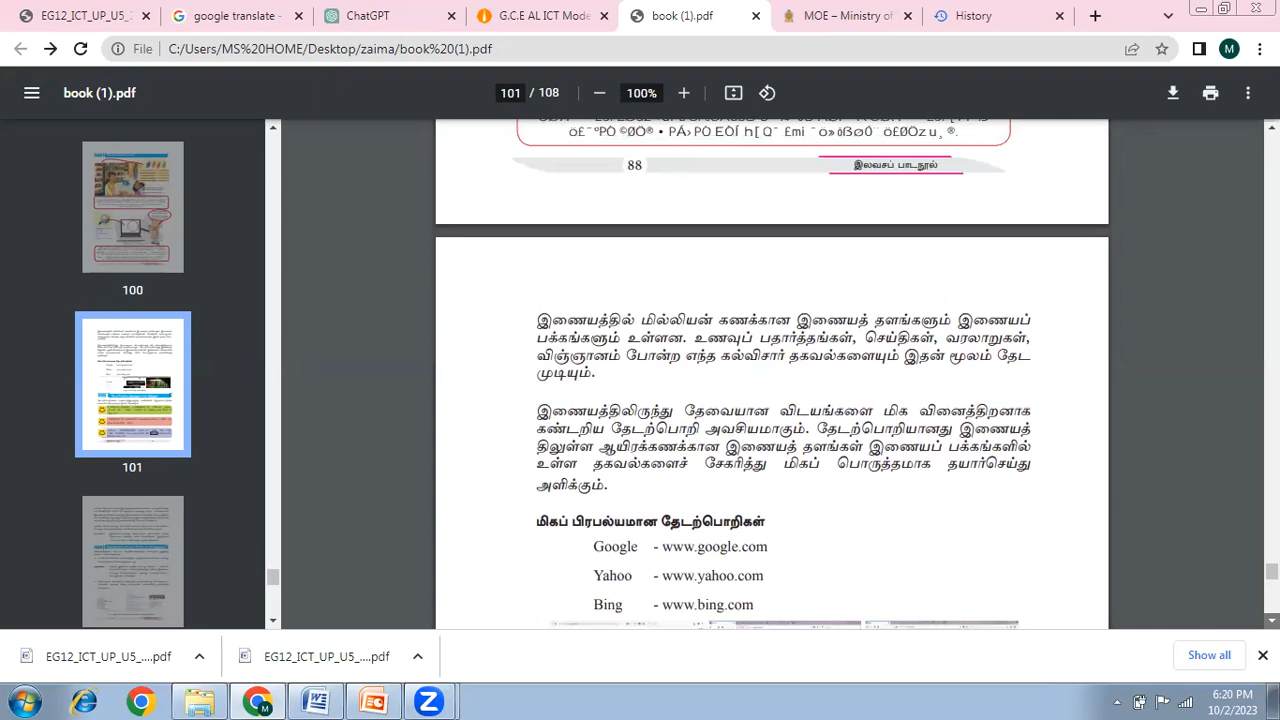 EG12_ICT_UP_U5_2
google translate -
ChatGPT
G.C.E AL ICT Mode
book (1).pdf
MOE – Ministry of
History
File
C:/Users/MS%20HOME/Desktop/zaima/book%20(1).pdf
M
book (1).pdf
101 / 108
100%
88
இலவசப் பாடநூல்
100
101
இணையத்தில் மில்லியன் கணக்கான இணையத் தளங்களும் இணையப்
பக்கங்களும் உள்ளன. உணவுப் பதார்த்தங்கள், செய்திகள், வரலாறுகள்,
விஞ்ஞானம் போன்ற எந்த கல்விசார் தகவல்களையும் இதன் மூலம் தேட
முடியும்.
இணையத்திலிருந்து தேவையான விடயங்களை மிக வினைத்திறனாக
கண்டறிய தேடற்பொறி அவசியமாகும். தேடற்பொறியானது இணையத்
திலுள்ள ஆயிரக்கணக்கான இணையத் தளங்கள் இணையப் பக்கங்களில்
உள்ள தகவல்களைச் சேகரித்து மிகப் பொருத்தமாக தயார்செய்து
அளிக்கும்.
மிகப் பிரபல்யமான தேடற்பொறிகள்
Google - www.google.com
Yahoo - www.yahoo.com
Bing - www.bing.com
EG12_ICT_UP_U5_....pdf
EG12_ICT_UP_U5_....pdf
Show all
6:20 PM
10/2/2023